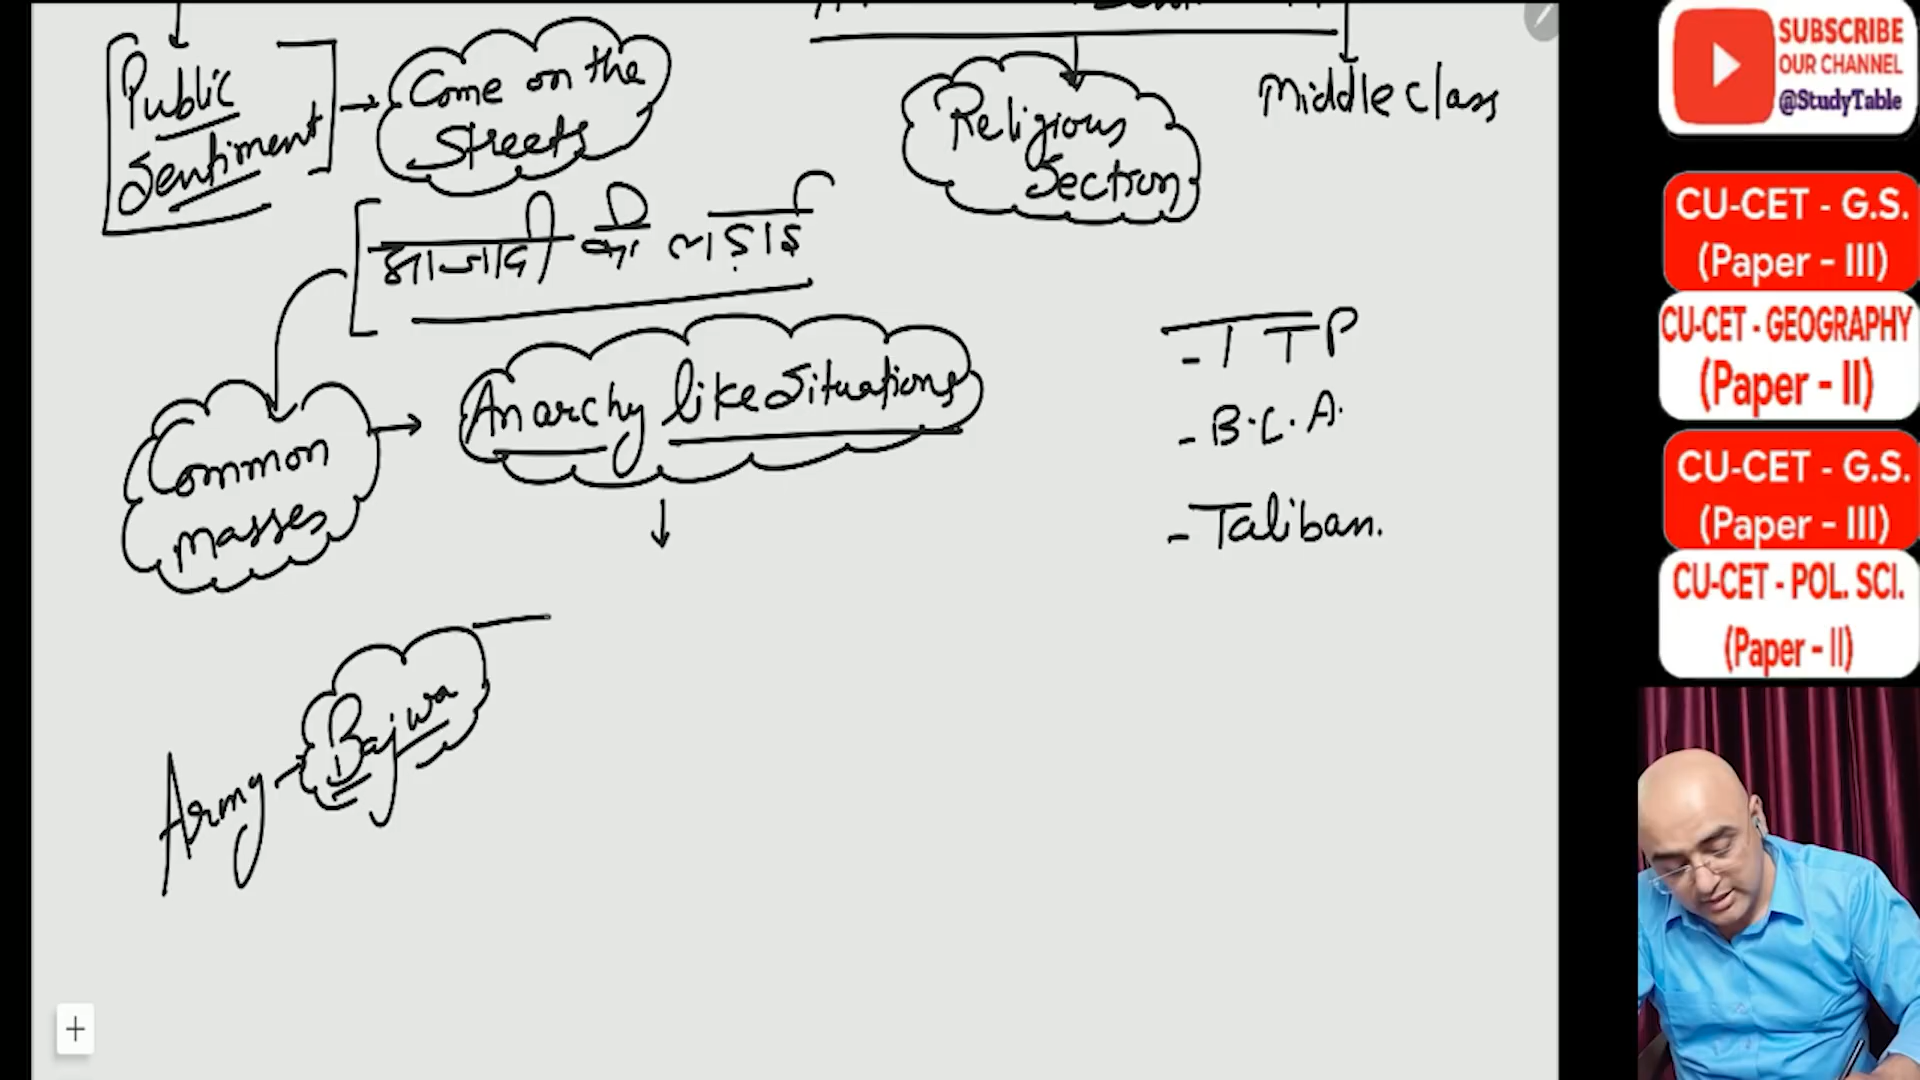 Public
Sentiment
Come on the
Streets
Religious
Section
Middle class
आजादी की लड़ाई
Common
masses
Anarchy like Situations
- TTP
- B.L.A.
- Taliban.
Army
Bajwa
SUBSCRIBE
OUR CHANNEL
@StudyTable
CU-CET - G.S.
(Paper - III)
CU-CET - GEOGRAPHY
(Paper - II)
CU-CET - G.S.
(Paper - III)
CU-CET - POL. SCI.
(Paper - II)